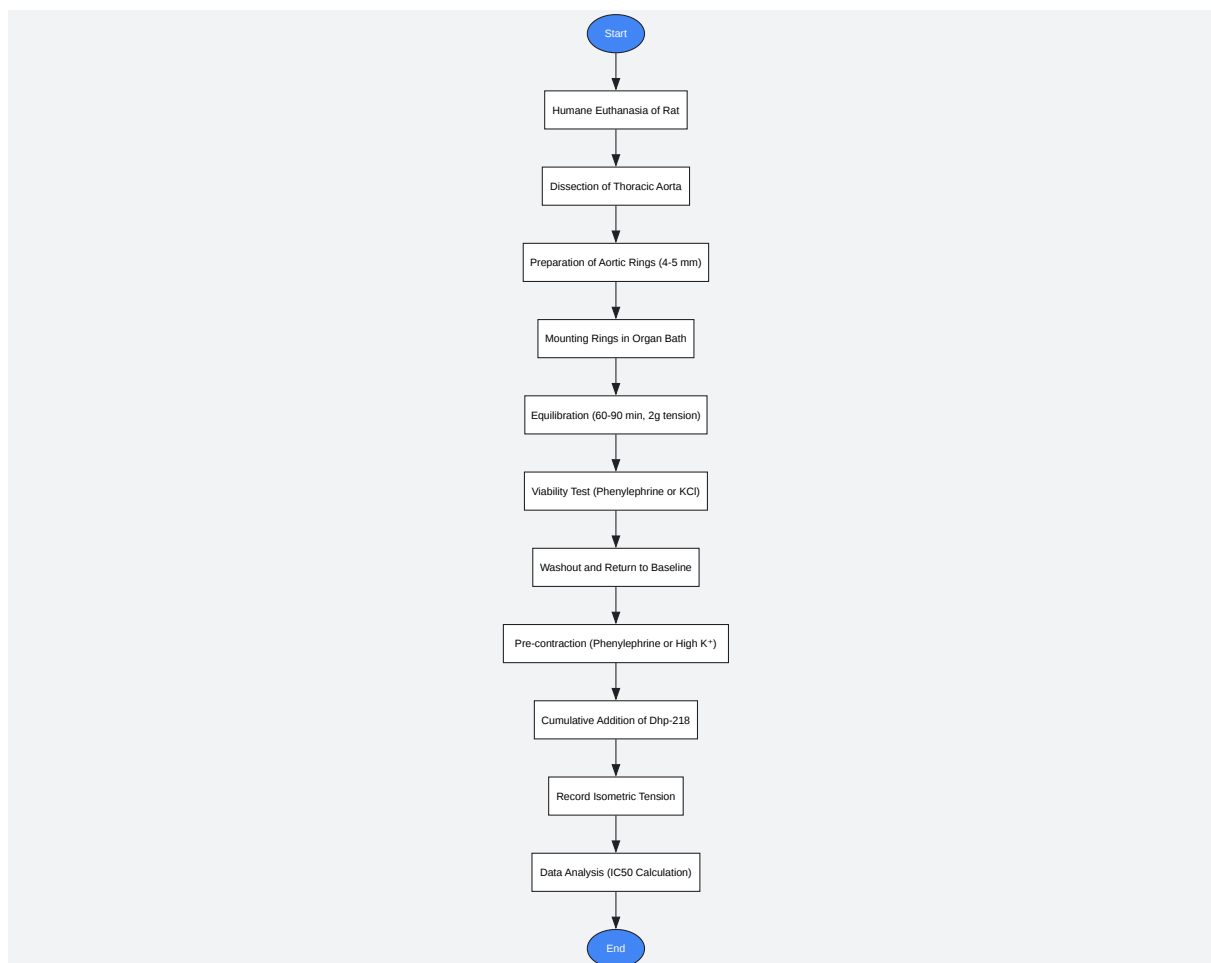 Start
Humane Euthanasia of Rat
Dissection of Thoracic Aorta
Preparation of Aortic Rings (4-5 mm)
Mounting Rings in Organ Bath
Equilibration (60-90 min, 2g tension)
Viability Test (Phenylephrine or KCl)
Washout and Return to Baseline
Pre-contraction (Phenylephrine or High K⁺)
Cumulative Addition of Dhp-218
Record Isometric Tension
Data Analysis (IC50 Calculation)
End